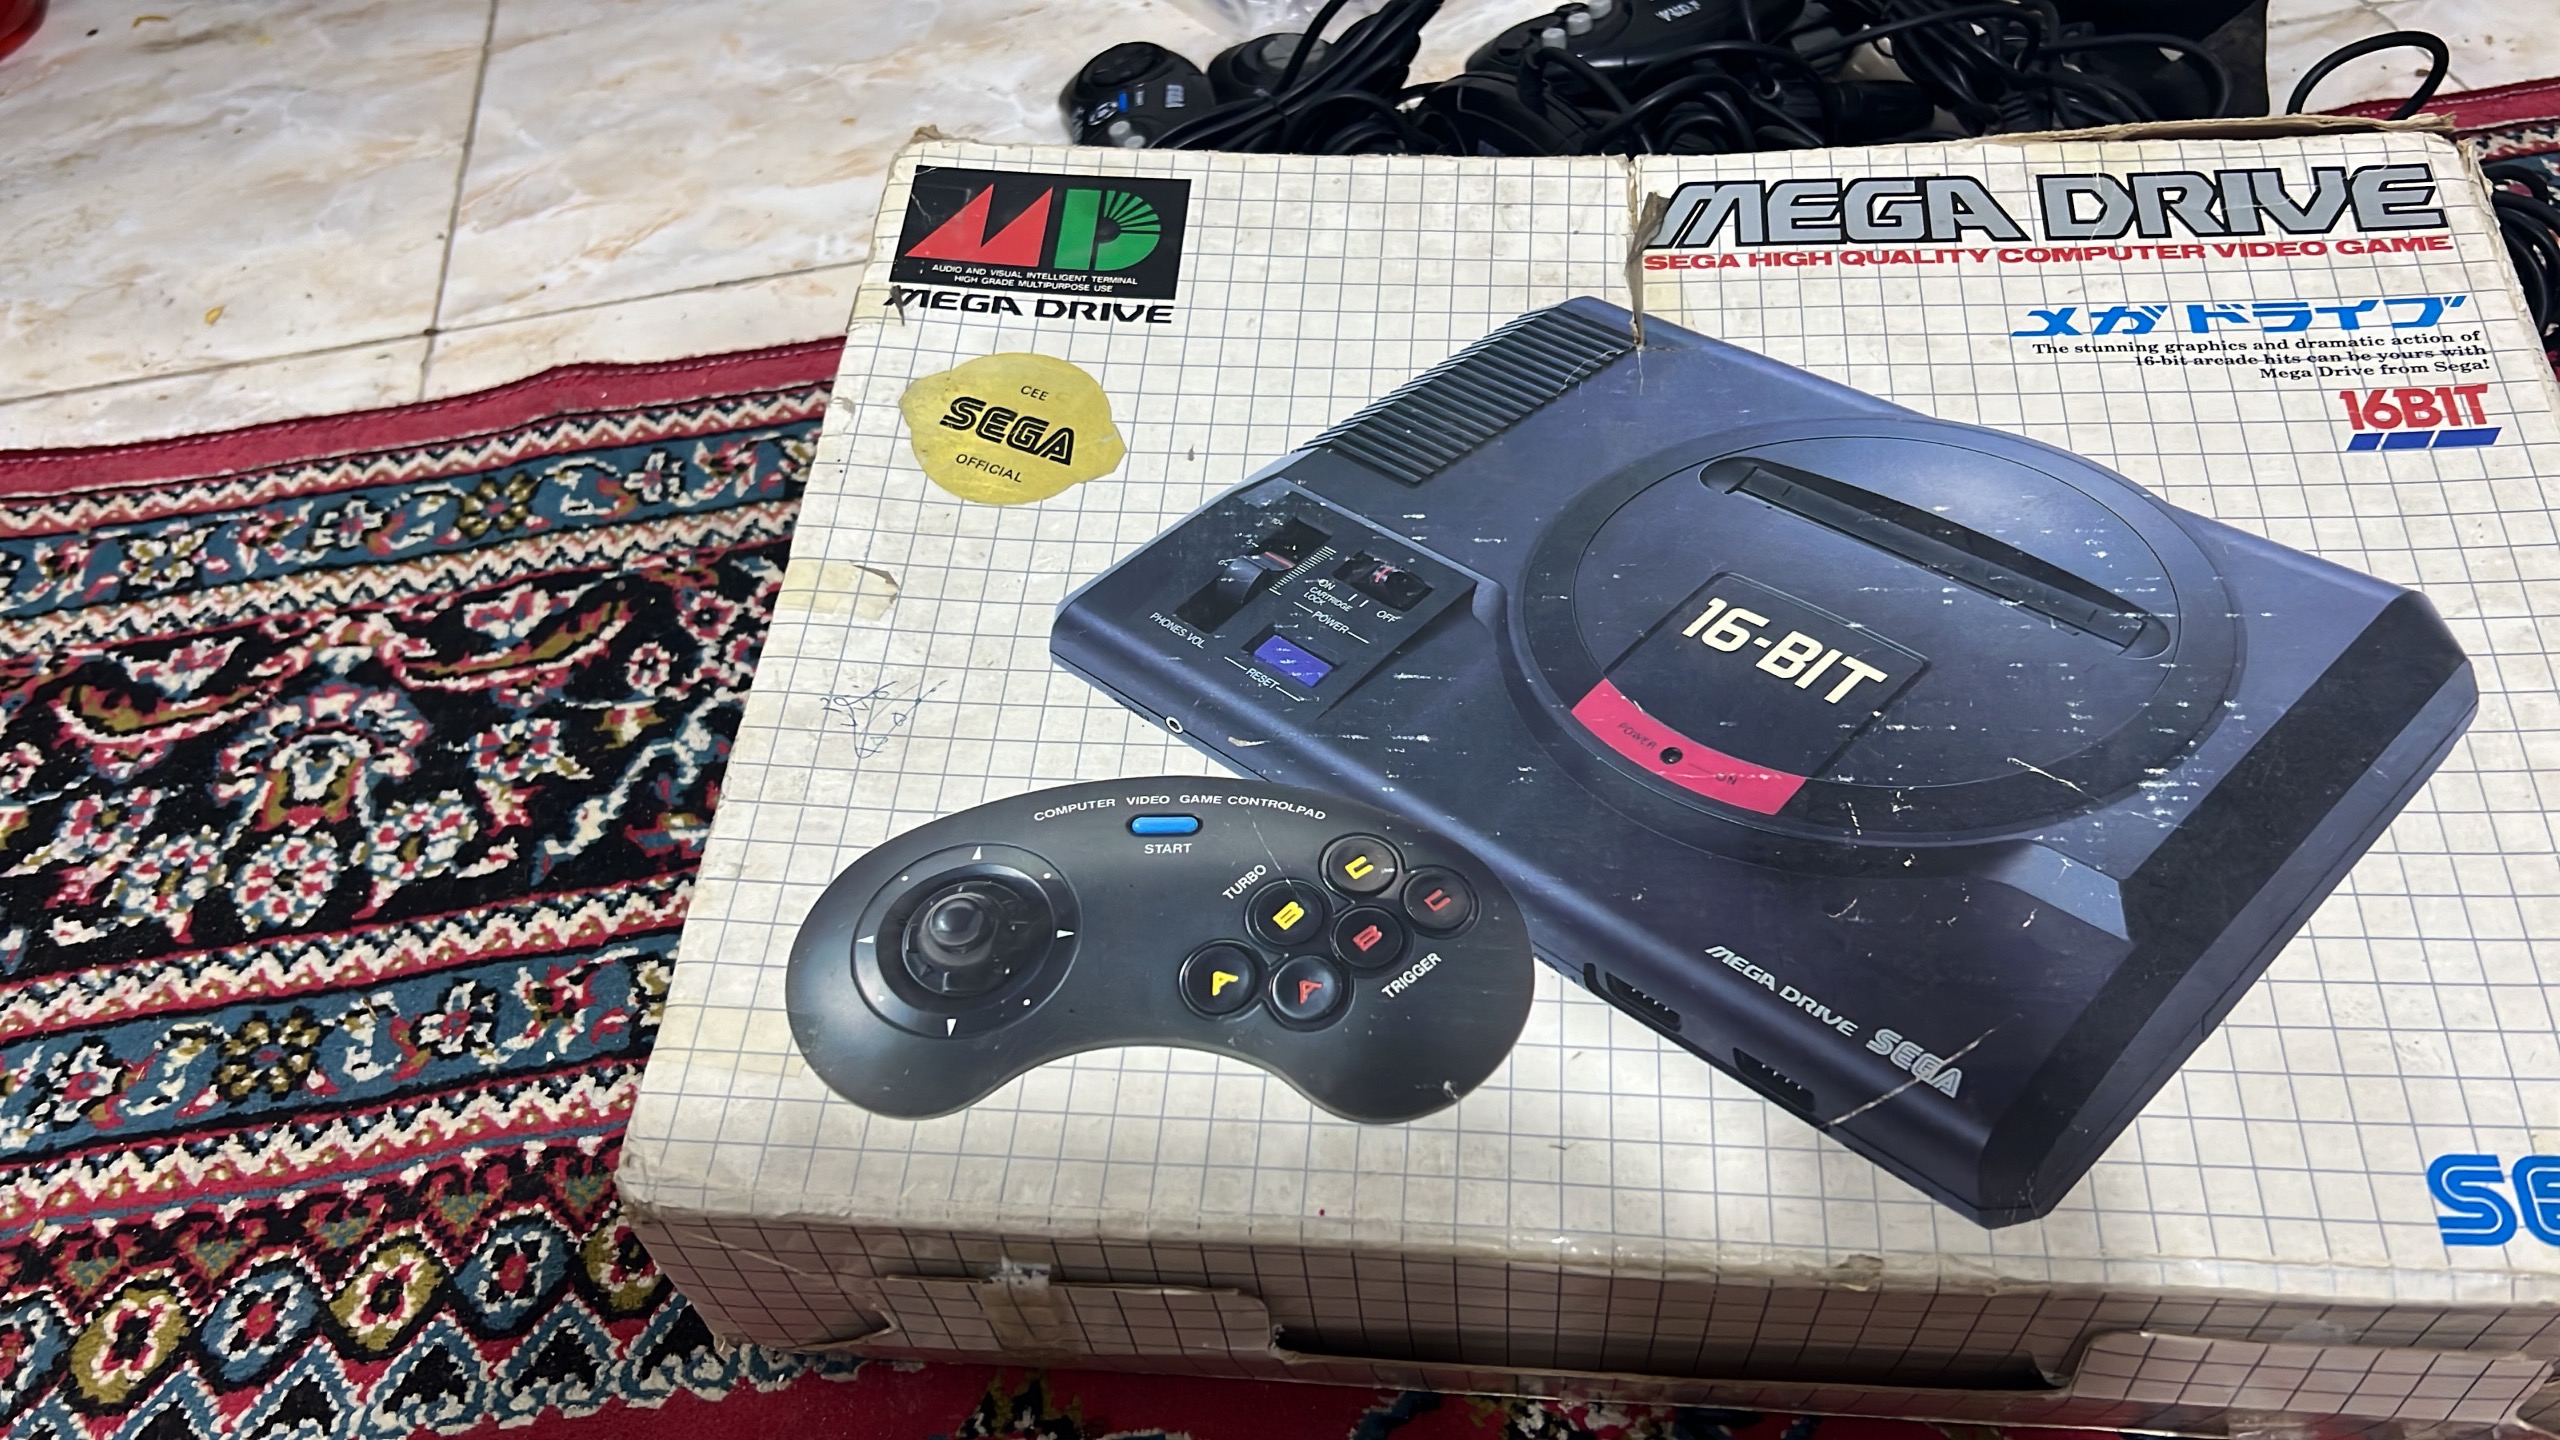 MD
AUDIO AND VISUAL INTELLIGENT TERMINAL
HIGH GRADE MULTIPURPOSE USE
MEGA DRIVE
MEGA DRIVE
SEGA HIGH QUALITY COMPUTER VIDEO GAME
メガドライブ
The stunning graphics and dramatic action of
16-bit arcade hits can be yours with
Mega Drive from Sega!
16BIT
CEE
SEGA
OFFICIAL
ON
CARTRIDGE
LOCK
OFF
POWER
PHONES.VOL
RESET
16-BIT
POWER
ON
COMPUTER VIDEO GAME CONTROLPAD
START
TURBO
A B C
A B C
TRIGGER
MEGA DRIVE SEGA